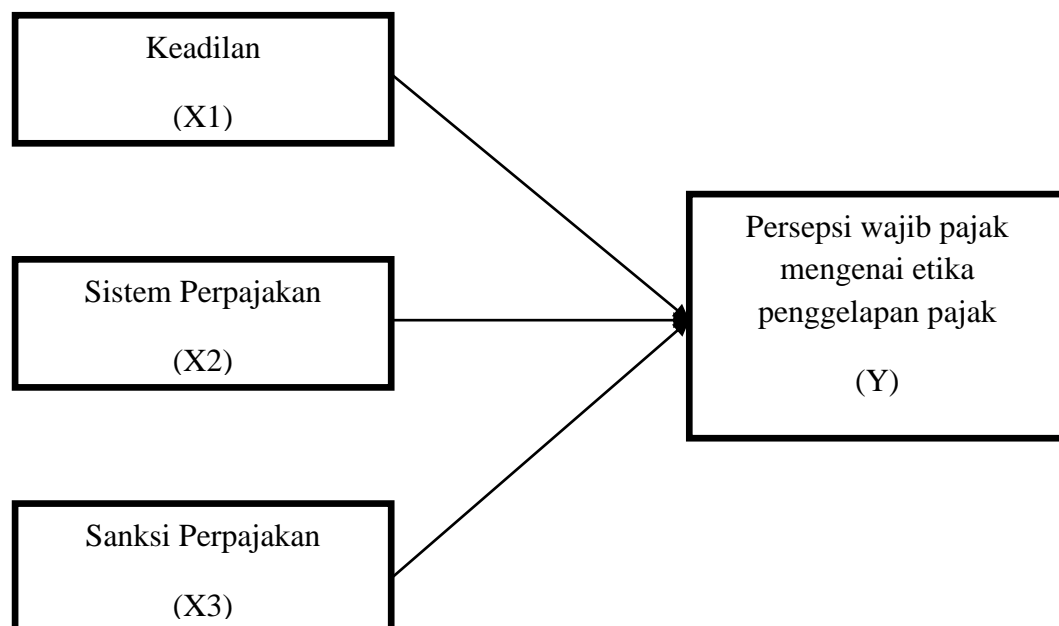 Keadilan
(X1)
Sistem Perpajakan
(X2)
Sanksi Perpajakan
(X3)
Persepsi wajib pajak
mengenai etika
penggelapan pajak
(Y)